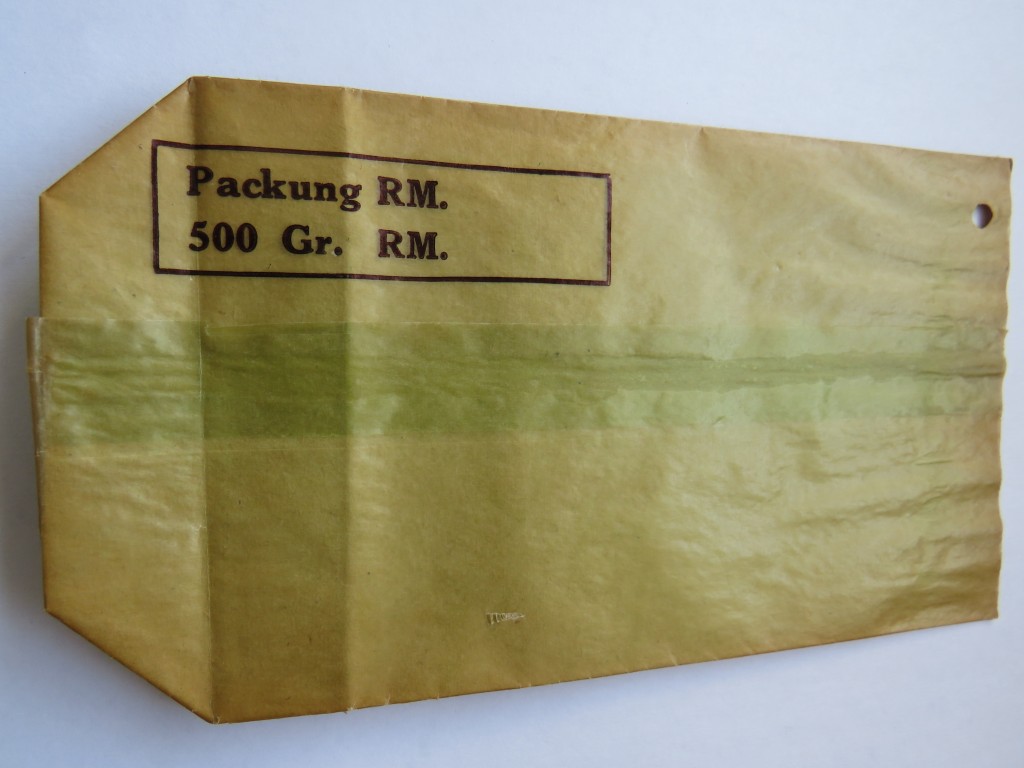 Packung RM.
500 Gr. RM.